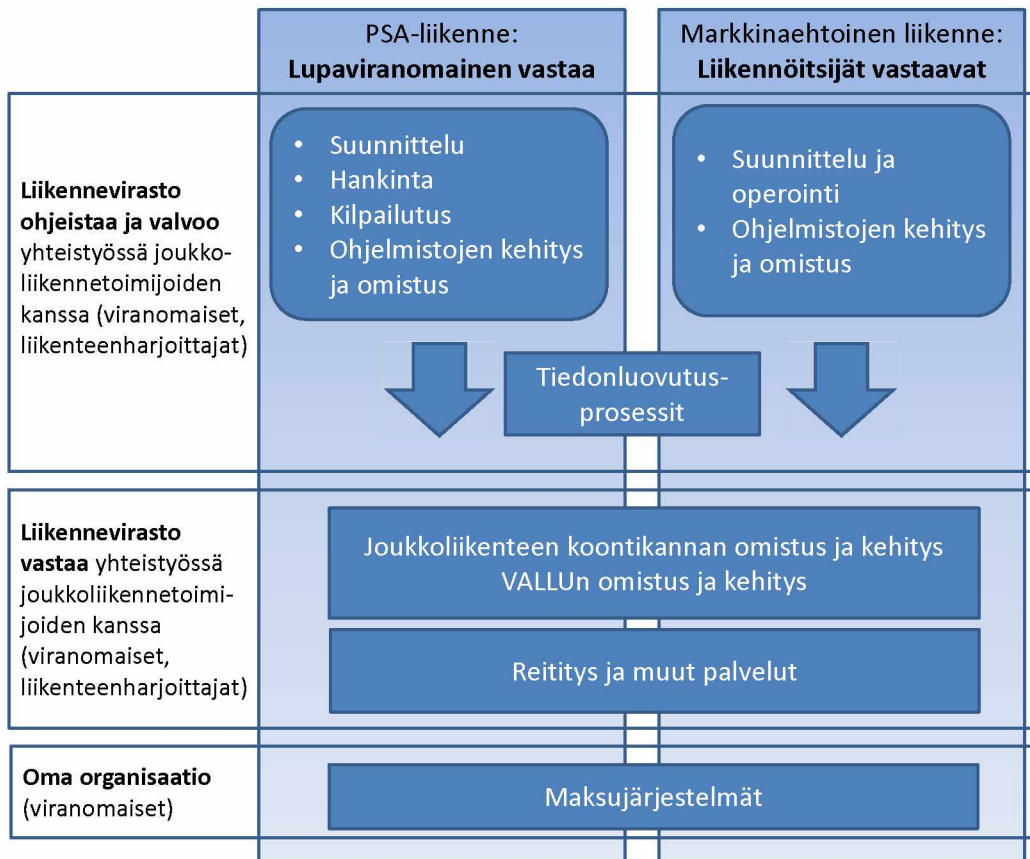 PSA-liikenne:
Lupaviranomainen vastaa
Markkinaehtoinen liikenne:
Liikennöitsijät vastaavat
Liikennevirasto
ohjeistaa ja valvoo
yhteistyössä joukko-
liikennetoimijoiden
kanssa (viranomaiset,
liikenteenharjoittajat)
• Suunnittelu
• Hankinta
• Kilpailutus
• Ohjelmistojen kehitys
ja omistus
• Suunnittelu ja
operointi
• Ohjelmistojen kehitys
ja omistus
Tiedonluovutus-
prosessit
Liikennevirasto
vastaa yhteistyössä
joukkoliikennetoimi-
joiden kanssa
(viranomaiset,
liikenteenharjoittajat)
Joukkoliikenteen koontikannan omistus ja kehitys
VALLUn omistus ja kehitys
Reititys ja muut palvelut
Oma organisaatio
(viranomaiset)
Maksujärjestelmät